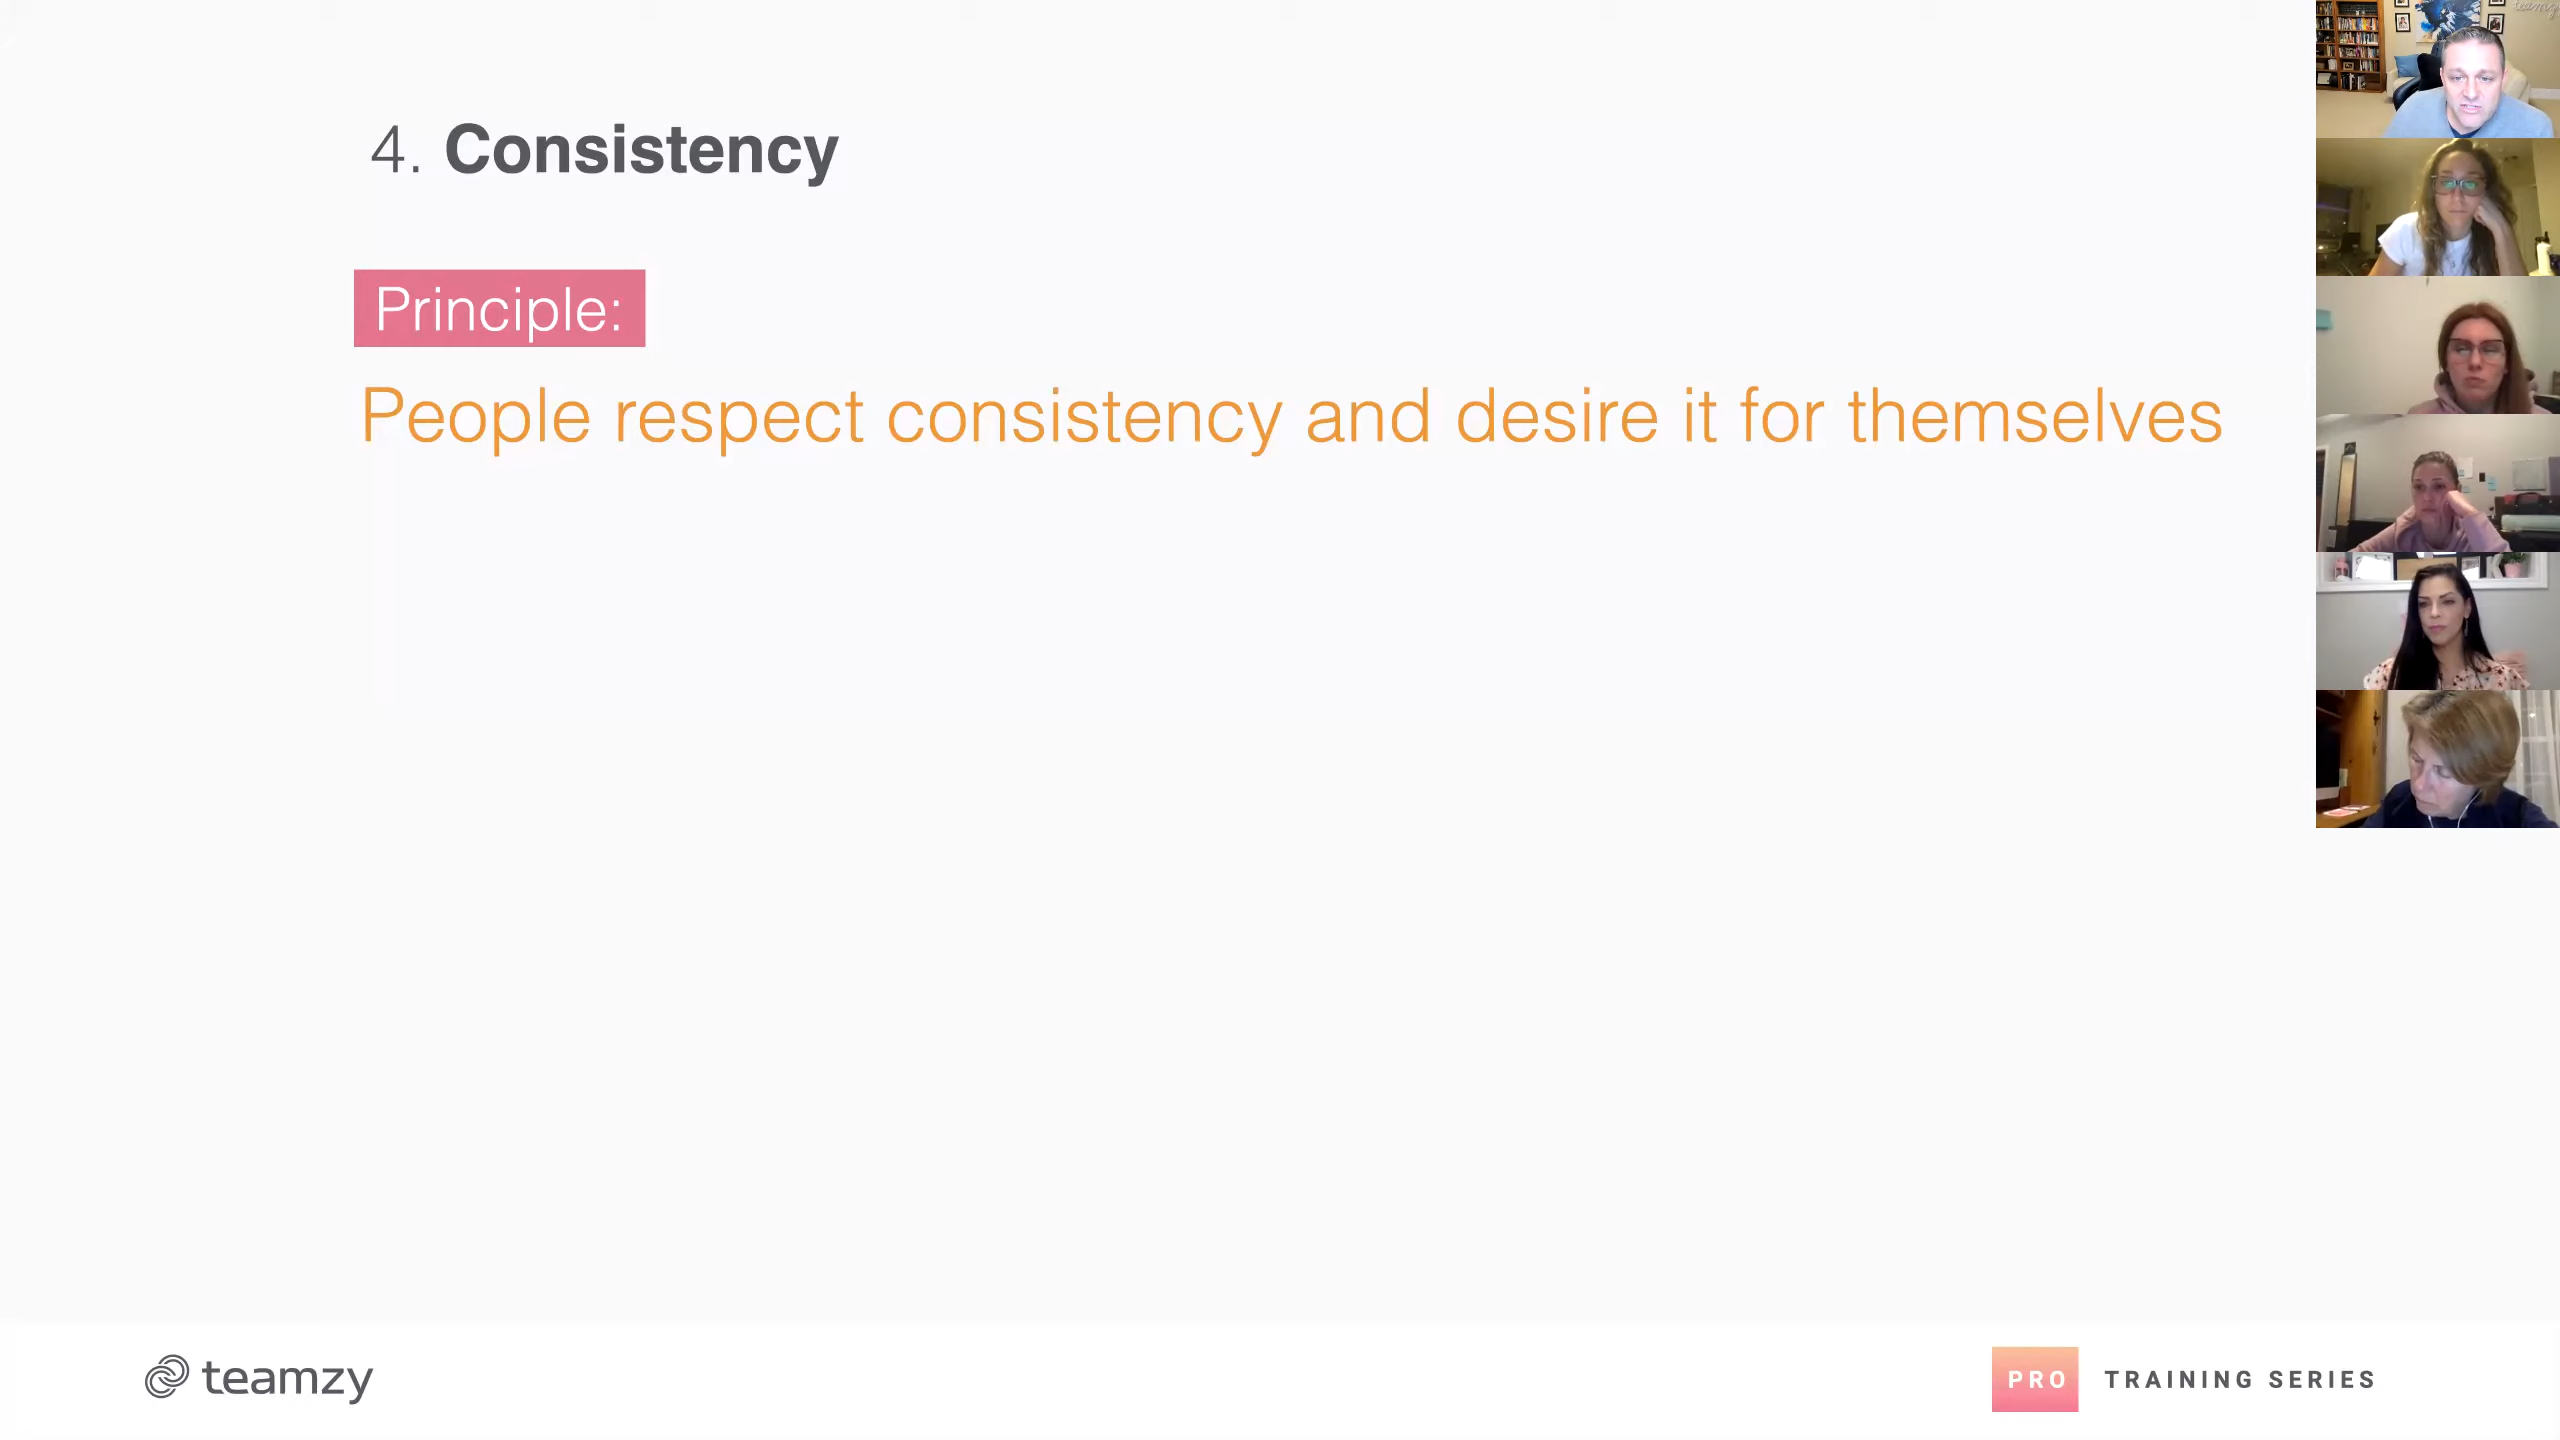 4. Consistency
Principle:
People respect consistency and desire it for themselves
teamzy
PRO TRAINING SERIES